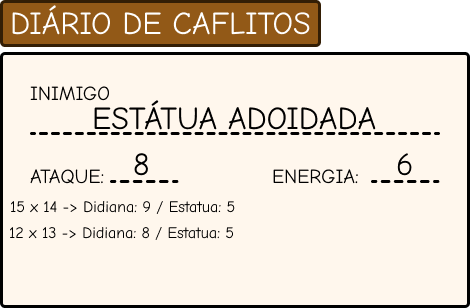 DIÁRIO DE CAFLITOS
INIMIGO
ESTÁTUA ADOIDADA
ATAQUE: 8 ENERGIA: 6
15 x 14 -> Didiana: 9 / Estatua: 5
12 x 13 -> Didiana: 8 / Estatua: 5